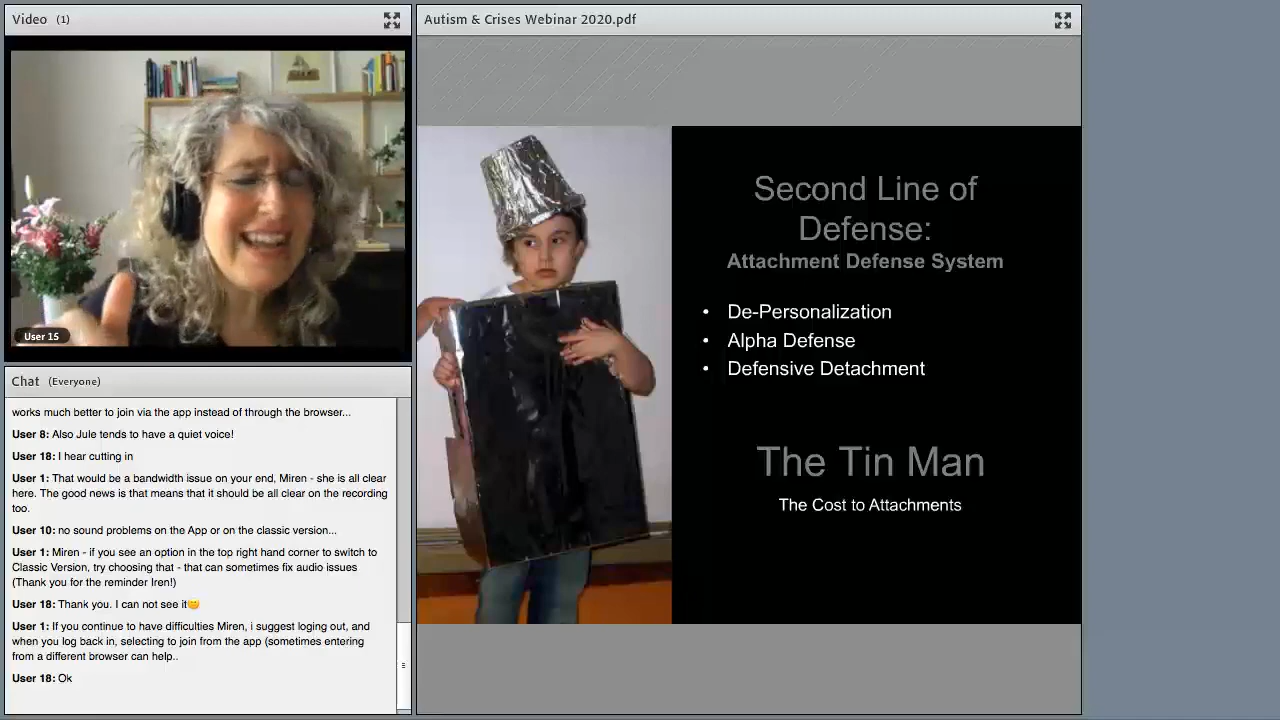 Video (1)
User 15
Chat (Everyone)
works much better to join via the app instead of through the browser...
User 8: Also Jule tends to have a quiet voice!
User 18: I hear cutting in
User 1: That would be a bandwidth issue on your end, Miren - she is all clear
here. The good news is that means that it should be all clear on the recording
too.
User 10: no sound problems on the App or on the classic version...
User 1: Miren - if you see an option in the top right hand corner to switch to
Classic Version, try choosing that - that can sometimes fix audio issues
(Thank you for the reminder Iren!)
User 18: Thank you. I can not see it😊
User 1: If you continue to have difficulties Miren, i suggest loging out, and
when you log back in, selecting to join from the app (sometimes entering
from a different browser can help..
User 18: Ok
Autism & Crises Webinar 2020.pdf
Second Line of
Defense:
Attachment Defense System
• De-Personalization
• Alpha Defense
• Defensive Detachment
The Tin Man
The Cost to Attachments